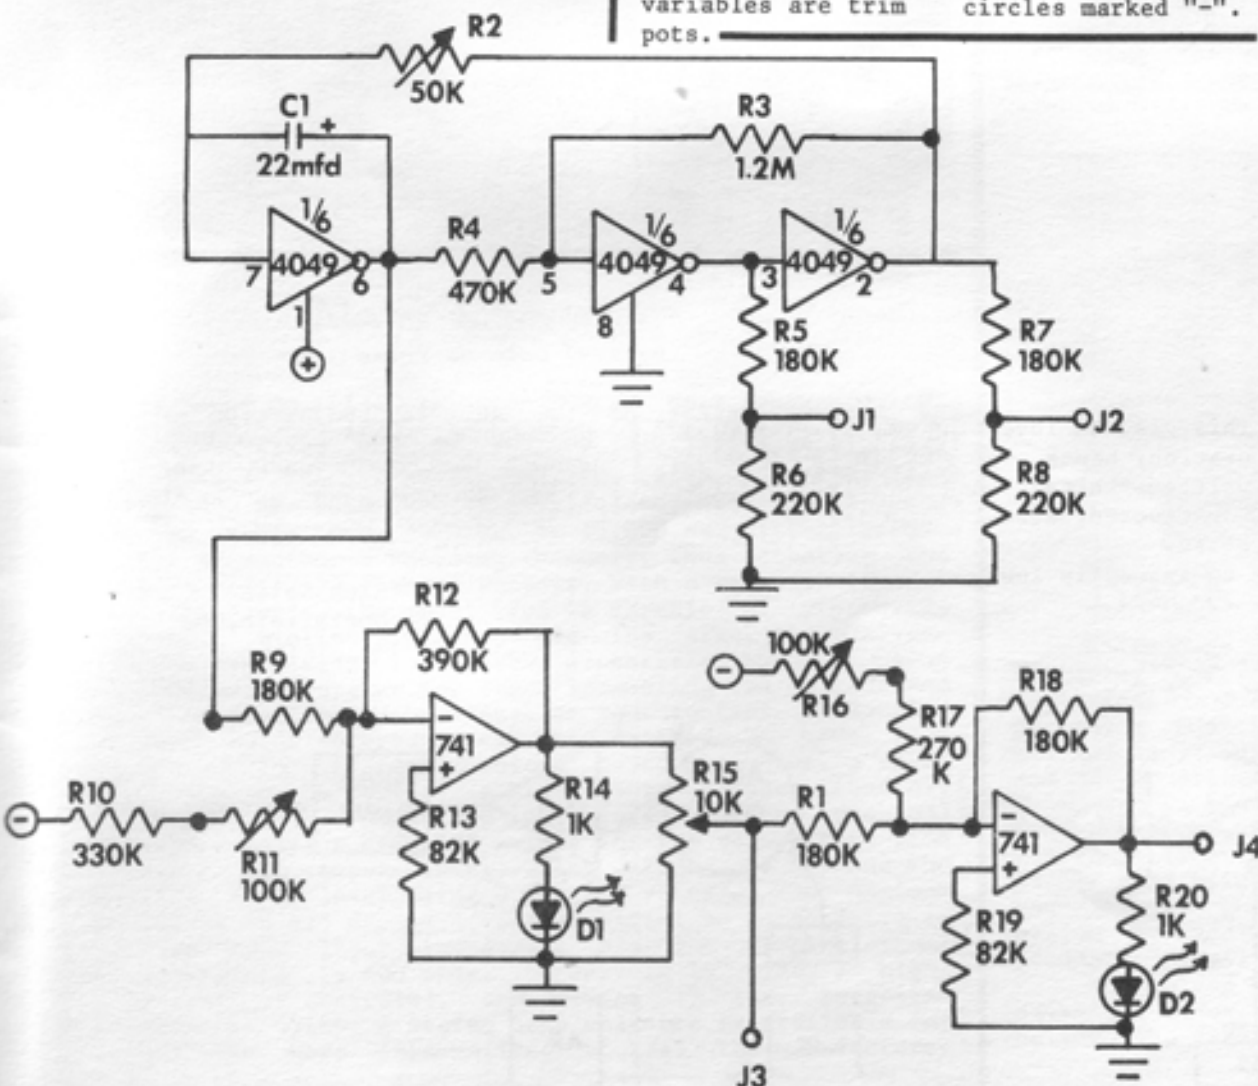 variables are trim circles marked "-".
pots.
R2
50K
C1
+
22mfd
R3
1.2M
1/6
4049
7
6
1
+
R4
470K
1/6
4049
5
4
8
1/6
4049
3
2
R5
180K
R7
180K
J1
J2
R6
220K
R8
220K
R12
390K
R9
180K
-
741
+
R10
330K
-
R11
100K
R13
82K
R14
1K
D1
R15
10K
100K
-
R16
R17
270
K
R18
180K
R1
180K
-
741
+
J4
R19
82K
R20
1K
D2
J3